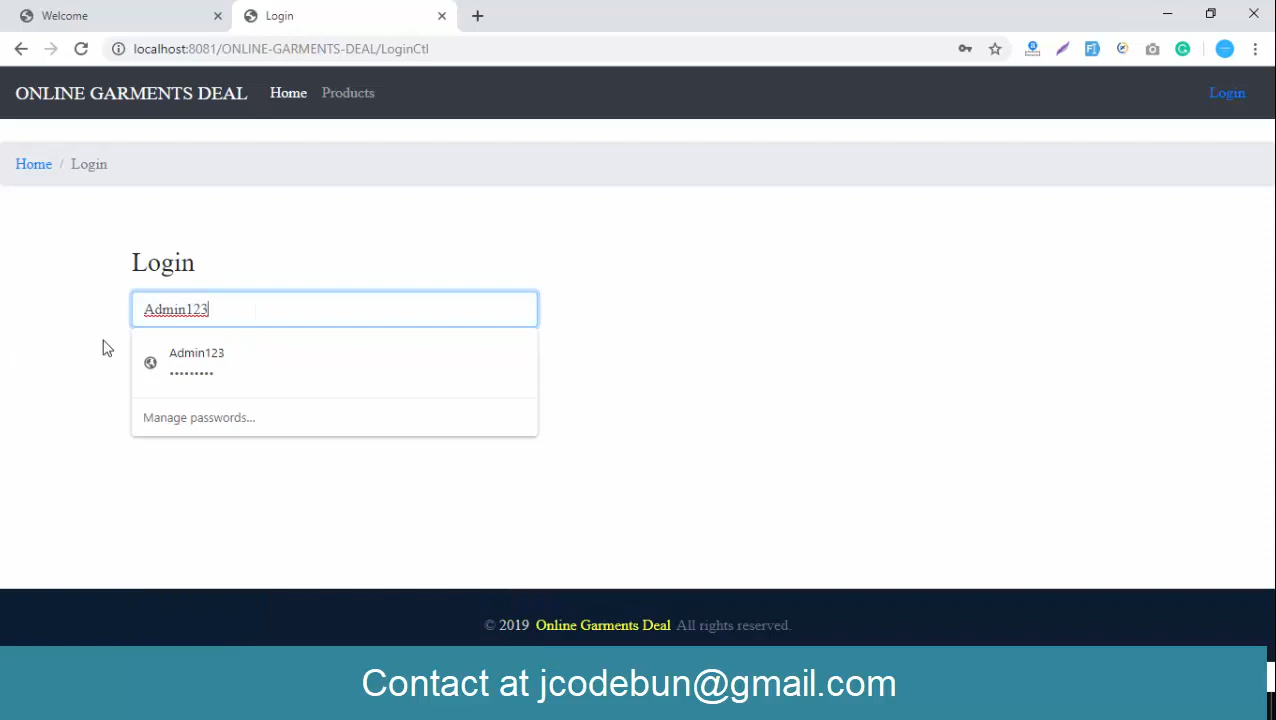 Welcome
Login
localhost:8081/ONLINE-GARMENTS-DEAL/LoginCtl
ONLINE GARMENTS DEAL Home Products Login
Home / Login
Login
Admin123
Admin123
•••••••••
Manage passwords...
© 2019 Online Garments Deal All rights reserved.
Contact at jcodebun@gmail.com